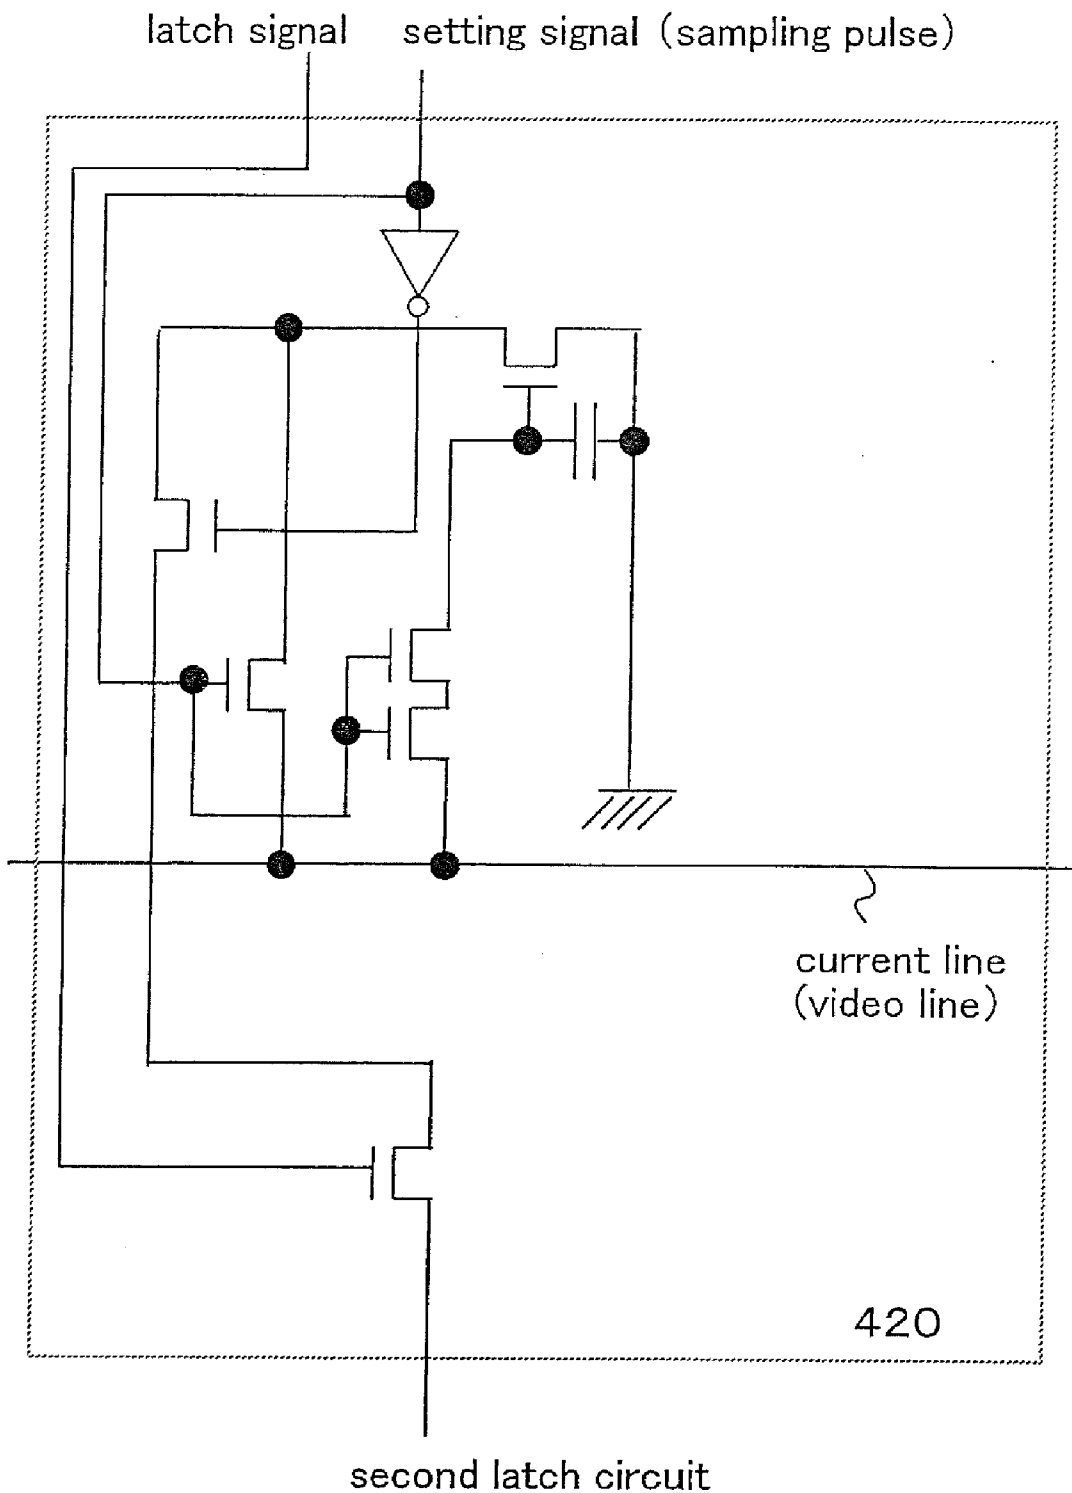 latch signal setting signal (sampling pulse)
current line
(video line)
420
second latch circuit